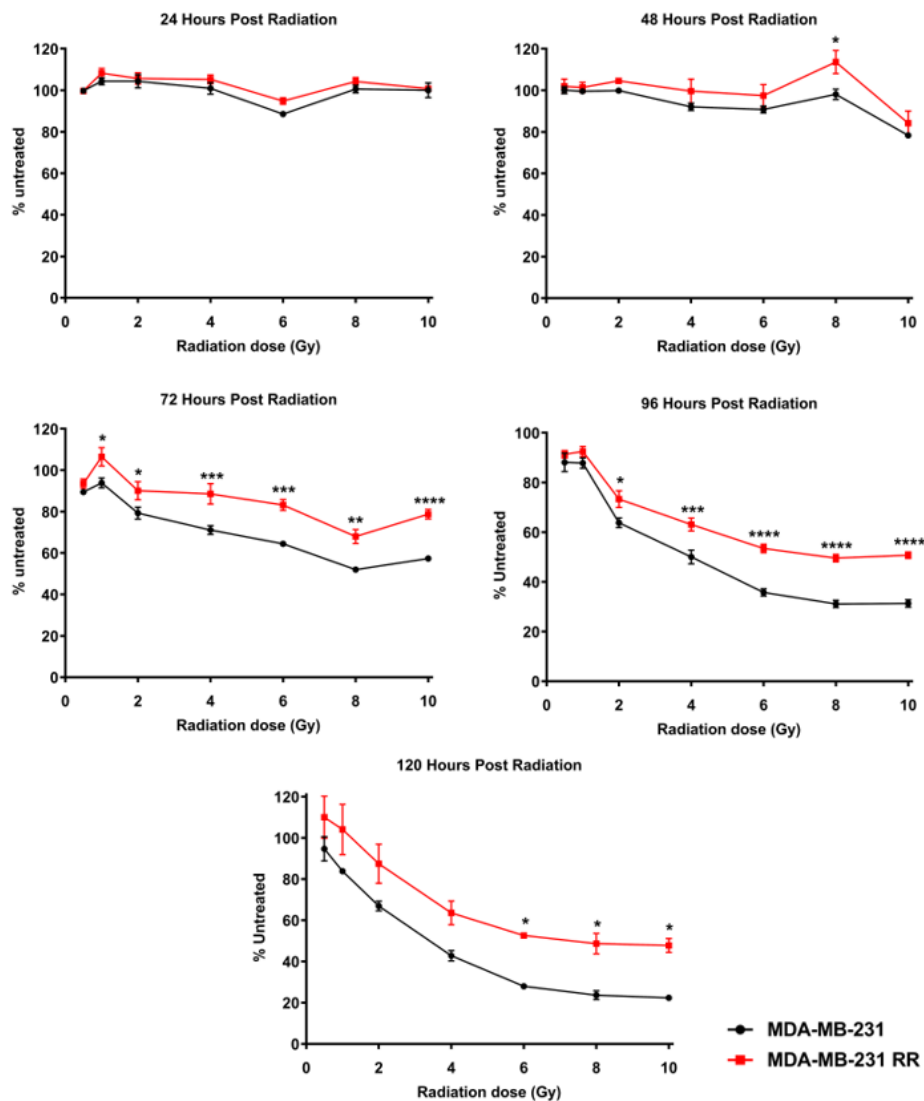 24 Hours Post Radiation
120
100
80
60
40
20
0
% untreated
0 2 4 6 8 10
Radiation dose (Gy)
48 Hours Post Radiation
*
120
100
80
60
40
20
0
% untreated
0 2 4 6 8 10
Radiation dose (Gy)
72 Hours Post Radiation
* * *** *** ** ****
120
100
80
60
40
20
0
% untreated
0 2 4 6 8 10
Radiation dose (Gy)
96 Hours Post Radiation
* *** **** **** ****
100
80
60
40
20
0
% Untreated
0 2 4 6 8 10
Radiation dose (Gy)
120 Hours Post Radiation
* * *
120
100
80
60
40
20
0
% Untreated
0 2 4 6 8 10
Radiation dose (Gy)
MDA-MB-231
MDA-MB-231 RR